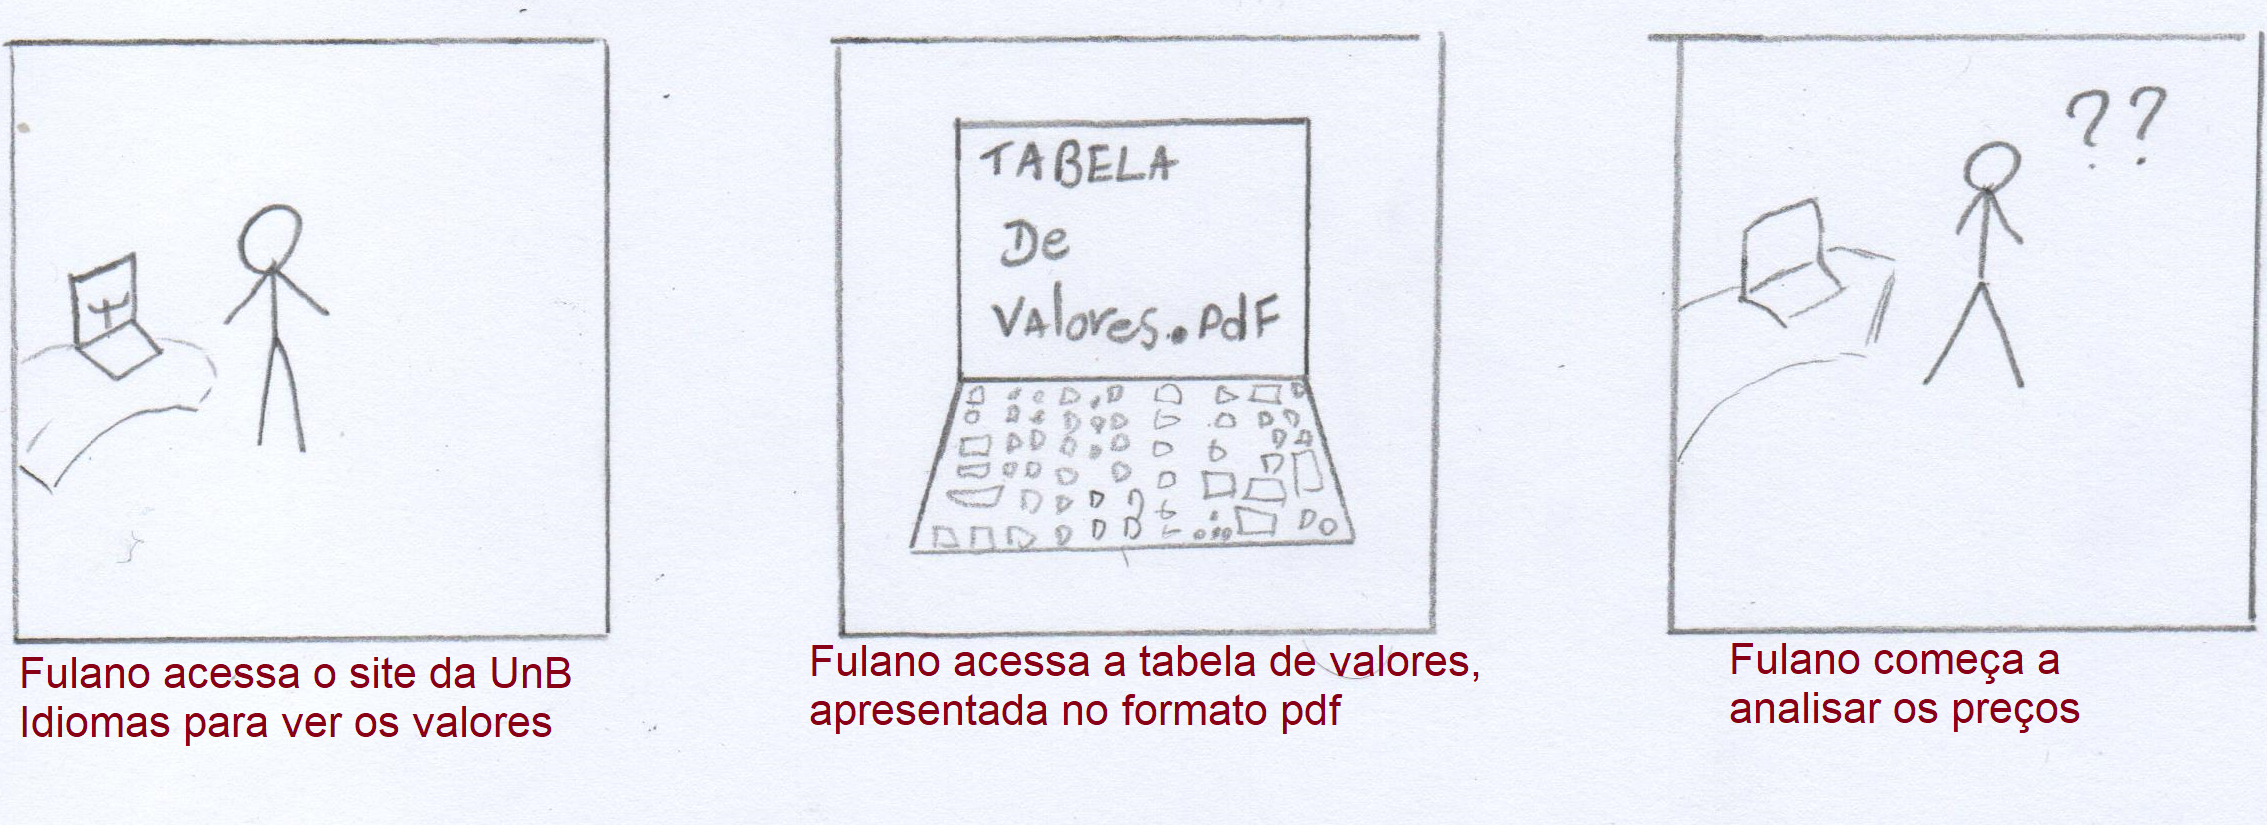 TABELA
De
VAlores.PdF
??
Fulano acessa o site da UnB
Idiomas para ver os valores
Fulano acessa a tabela de valores,
apresentada no formato pdf
Fulano começa a
analisar os preços